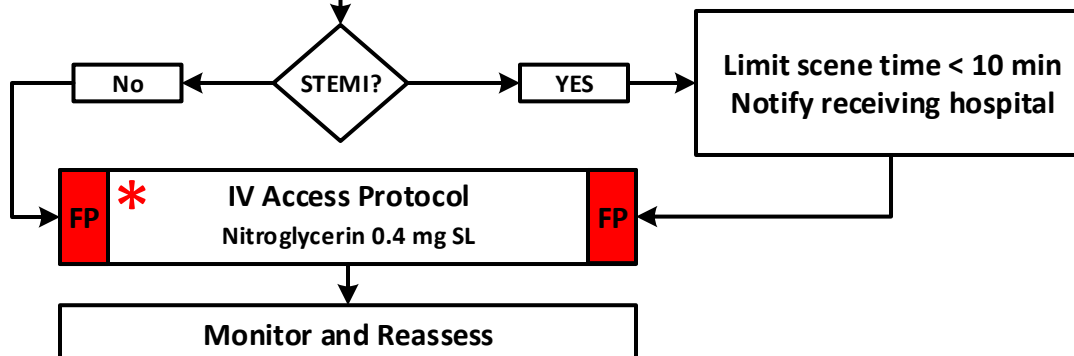 STEMI?
No
YES
Limit scene time < 10 min
Notify receiving hospital
FP
* IV Access Protocol
Nitroglycerin 0.4 mg SL
FP
Monitor and Reassess